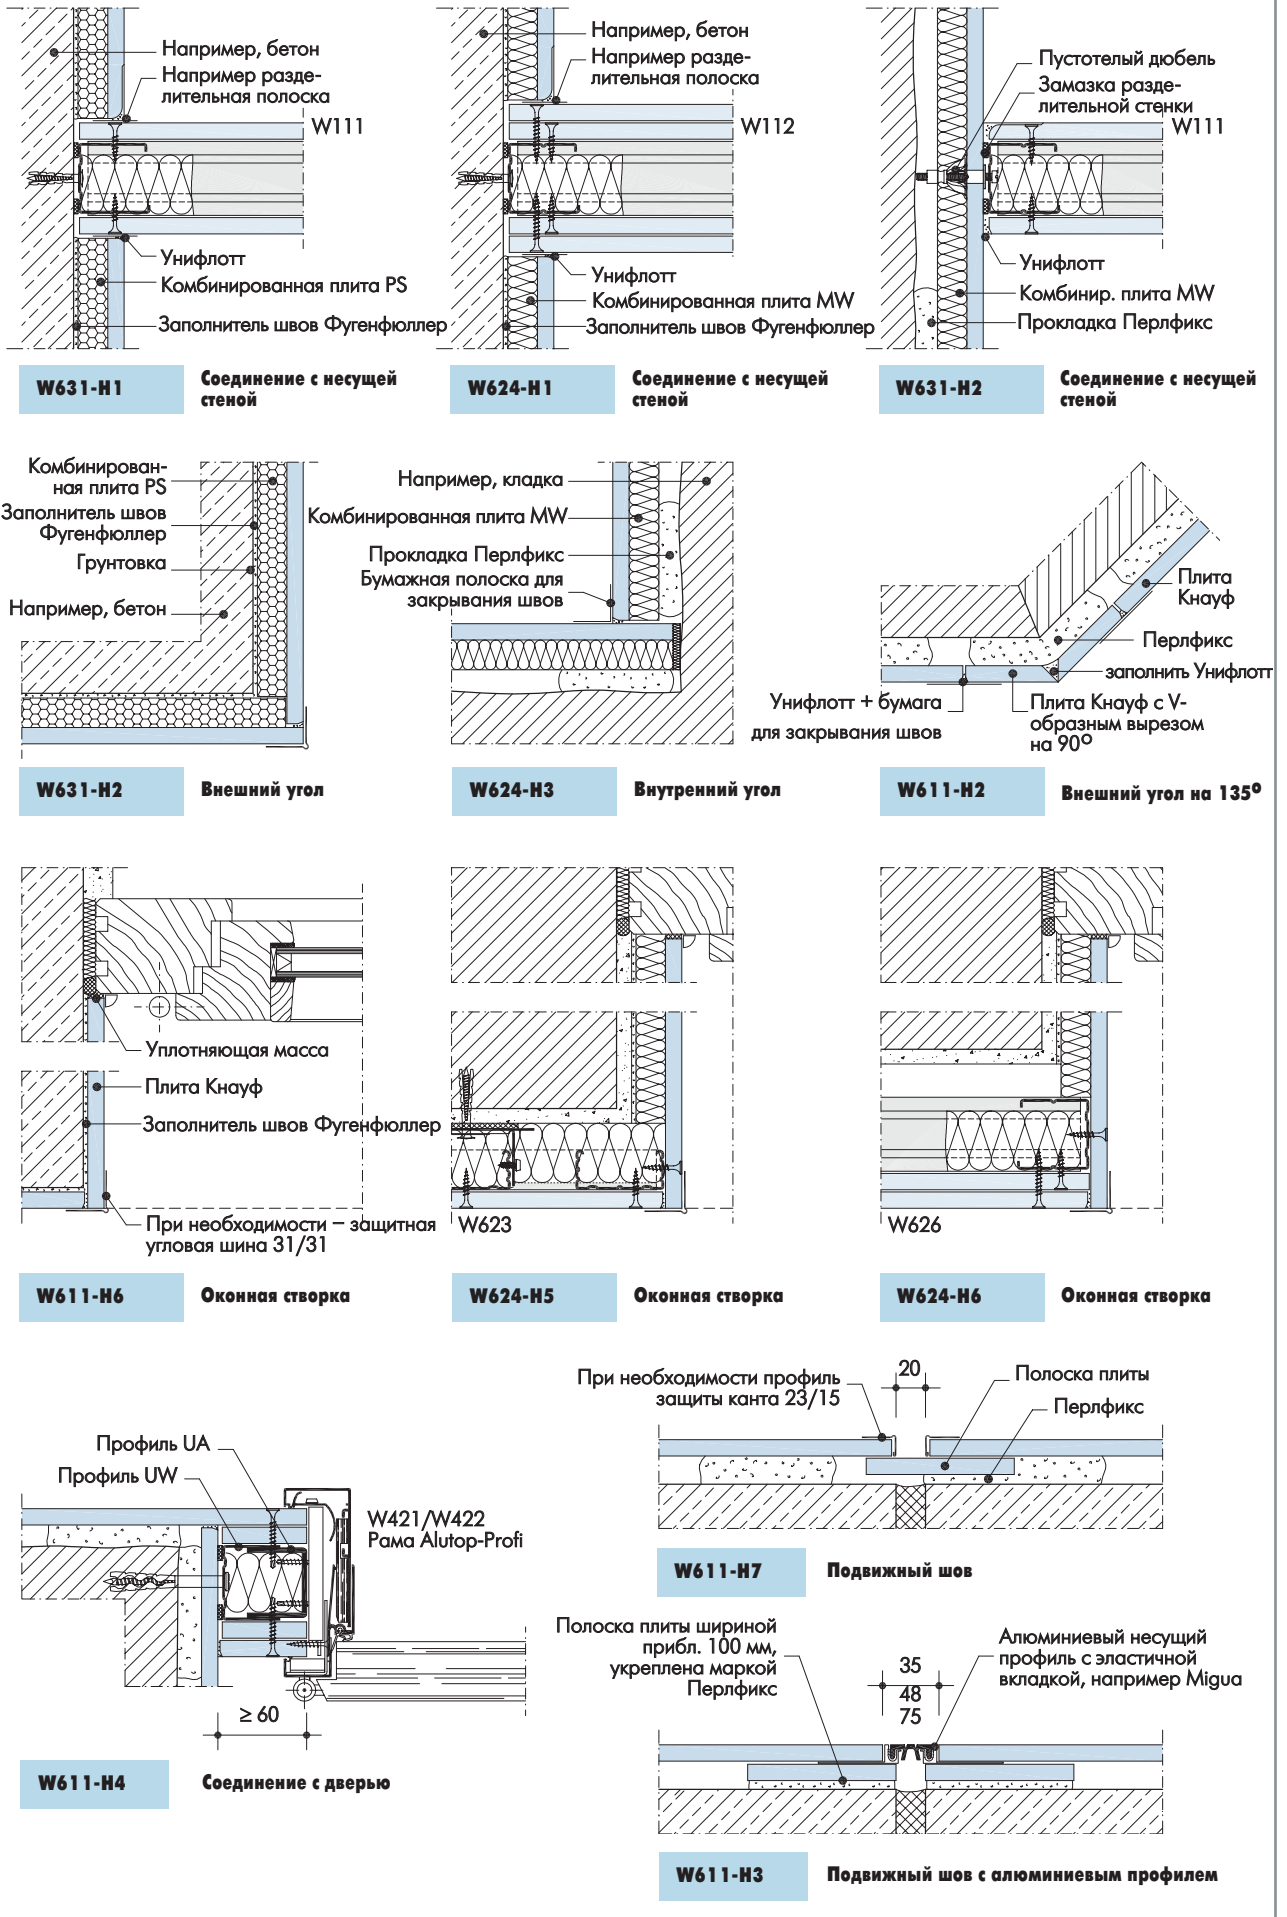 Например, бетон
Например разде-
лительная полоска
W111
Унифлотт
Комбинированная плита PS
Заполнитель швов Фугенфюллер
W631-H1
Соединение с несущей
стеной
Например, бетон
Например разде-
лительная полоска
W112
Унифлотт
Комбинированная плита MW
Заполнитель швов Фугенфюллер
W624-H1
Соединение с несущей
стеной
Пустотелый дюбель
Замазка разде-
лительной стенки
W111
Унифлотт
Комбинир. плита MW
Прокладка Перлфикс
W631-H2
Соединение с несущей
стеной
Комбинирован-
ная плита PS
Заполнитель швов
Фугенфюллер
Грунтовка
Например, бетон
W631-H2
Внешний угол
Например, кладка
Комбинированная плита MW
Прокладка Перлфикс
Бумажная полоска для
закрывания швов
W624-H3
Внутренний угол
Плита
Кнауф
Перлфикс
заполнить Унифлотт
Унифлотт + бумага
для закрывания швов
Плита Кнауф с V-
образным вырезом
на 90°
W611-H2
Внешний угол на 135°
Уплотняющая масса
Плита Кнауф
Заполнитель швов Фугенфюллер
При необходимости – защитная
угловая шина 31/31
W611-H6
Оконная створка
W623
W624-H5
Оконная створка
W626
W624-H6
Оконная створка
Профиль UA
Профиль UW
W421/W422
Рама Alutop-Profi
≥ 60
W611-H4
Соединение с дверью
При необходимости профиль
защиты канта 23/15
20
Полоска плиты
Перлфикс
W611-H7
Подвижный шов
Полоска плиты шириной
прибл. 100 мм,
укреплена маркой
Перлфикс
35
48
75
Алюминиевый несущий
профиль с эластичной
вкладкой, например Migua
W611-H3
Подвижный шов с алюминиевым профилем